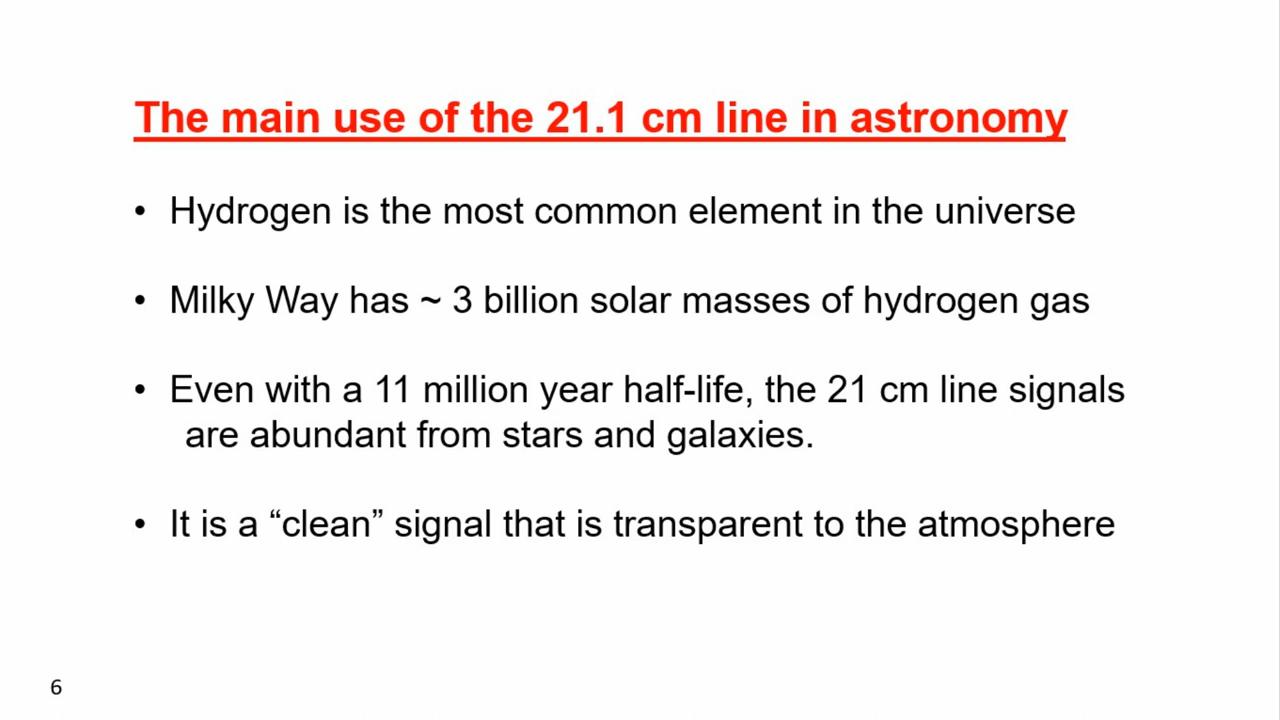 The main use of the 21.1 cm line in astronomy
• Hydrogen is the most common element in the universe
• Milky Way has ~ 3 billion solar masses of hydrogen gas
• Even with a 11 million year half-life, the 21 cm line signals
are abundant from stars and galaxies.
• It is a “clean” signal that is transparent to the atmosphere
6